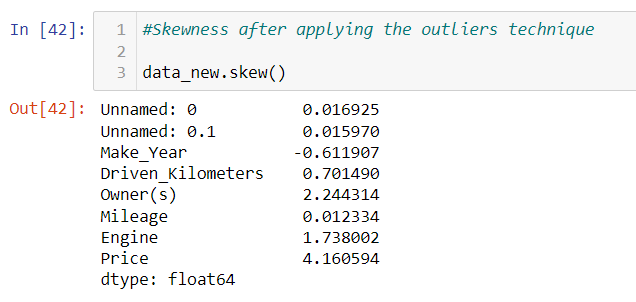 In [42]: 1 #Skewness after applying the outliers technique
2
3 data_new.skew()
Out[42]: Unnamed: 0 0.016925
Unnamed: 0.1 0.015970
Make_Year -0.611907
Driven_Kilometers 0.701490
Owner(s) 2.244314
Mileage 0.012334
Engine 1.738002
Price 4.160594
dtype: float64